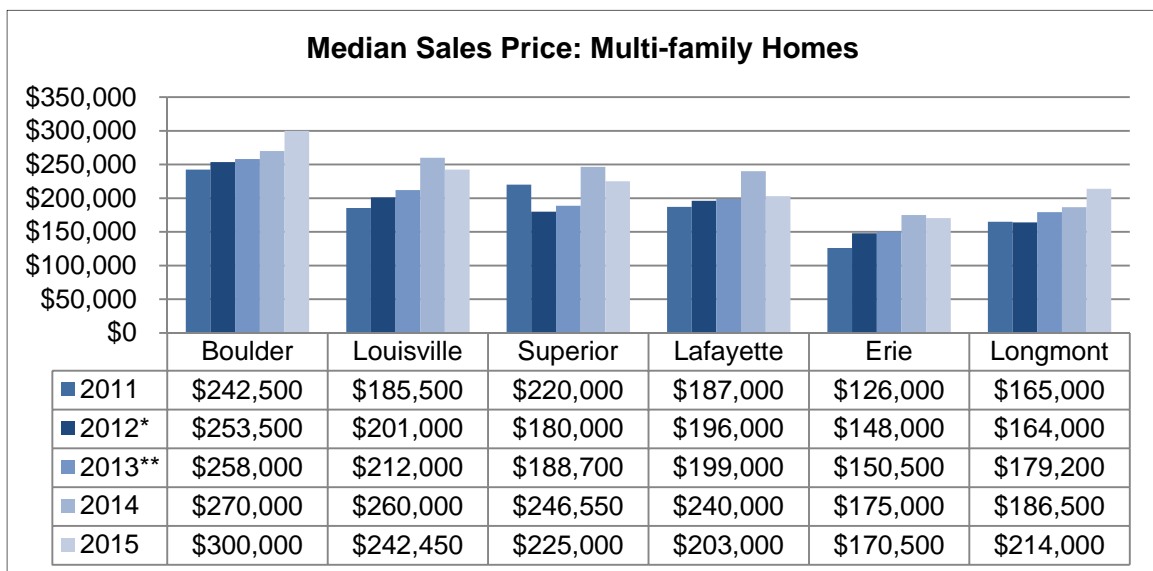 Median Sales Price: Multi-family Homes
$350,000
$300,000
$250,000
$200,000
$150,000
$100,000
$50,000
$0
Boulder Louisville Superior Lafayette Erie Longmont
2011 $242,500 $185,500 $220,000 $187,000 $126,000 $165,000
2012* $253,500 $201,000 $180,000 $196,000 $148,000 $164,000
2013** $258,000 $212,000 $188,700 $199,000 $150,500 $179,200
2014 $270,000 $260,000 $246,550 $240,000 $175,000 $186,500
2015 $300,000 $242,450 $225,000 $203,000 $170,500 $214,000